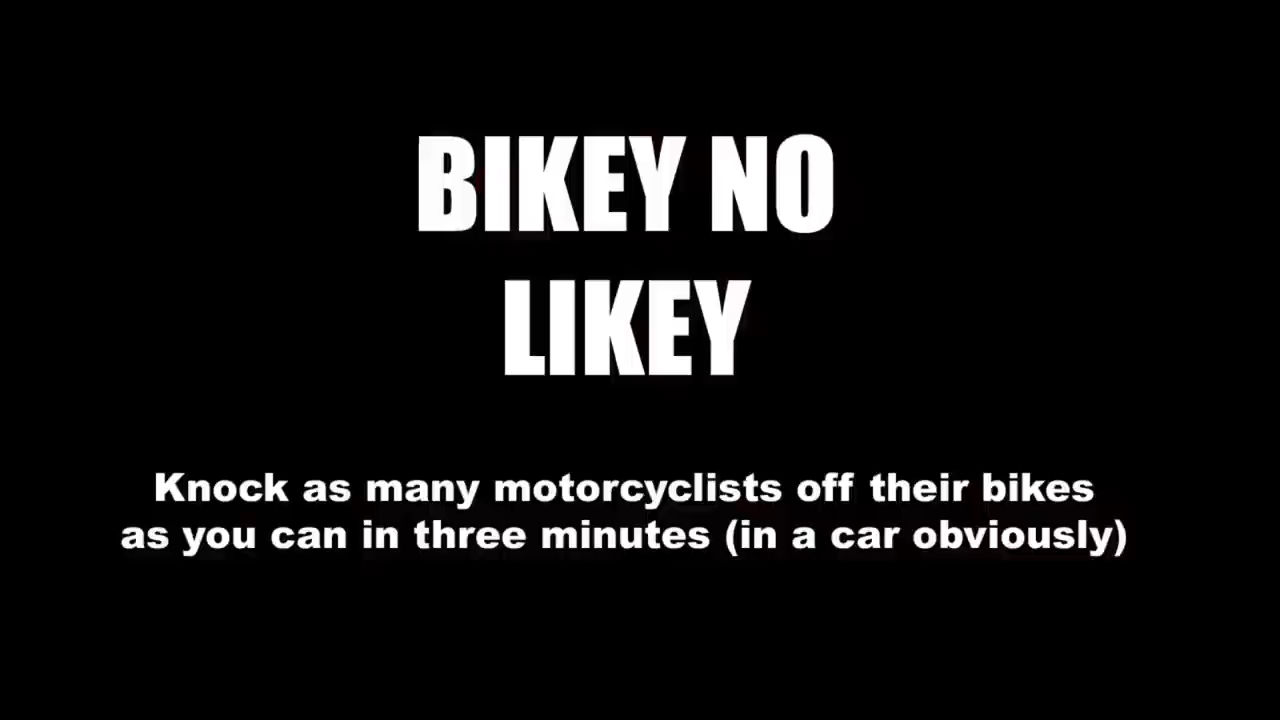 BIKEY NO
LIKEY
Knock as many motorcyclists off their bikes
as you can in three minutes (in a car obviously)